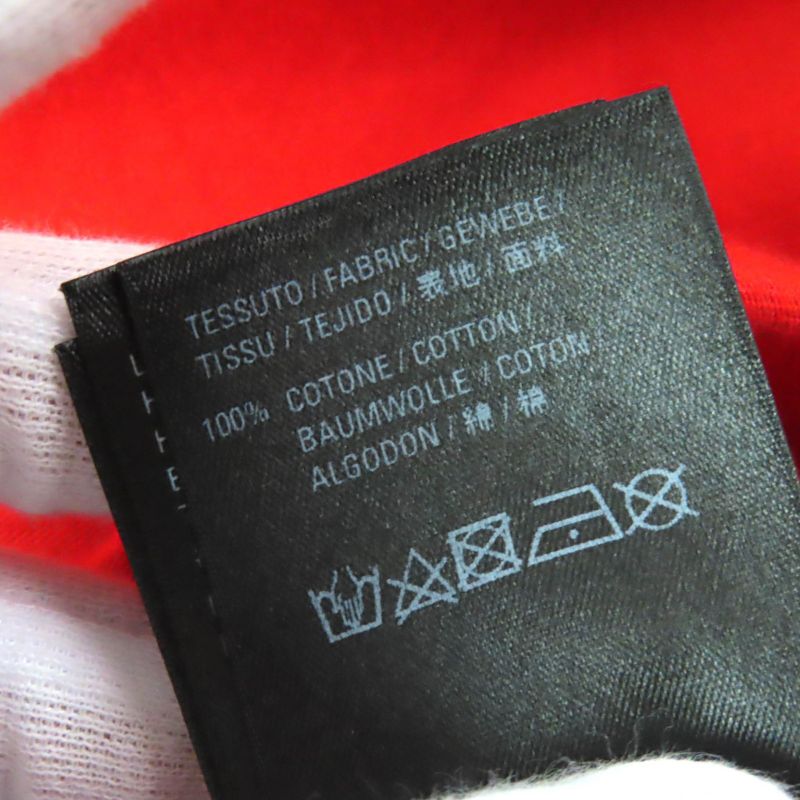 TESSUTO / FABRIC / GEWEBE /
TISSU / TEJIDO / 表地 / 面料
100% COTONE / COTTON /
BAUMWOLLE / COTON
ALGODON / 綿 / 棉